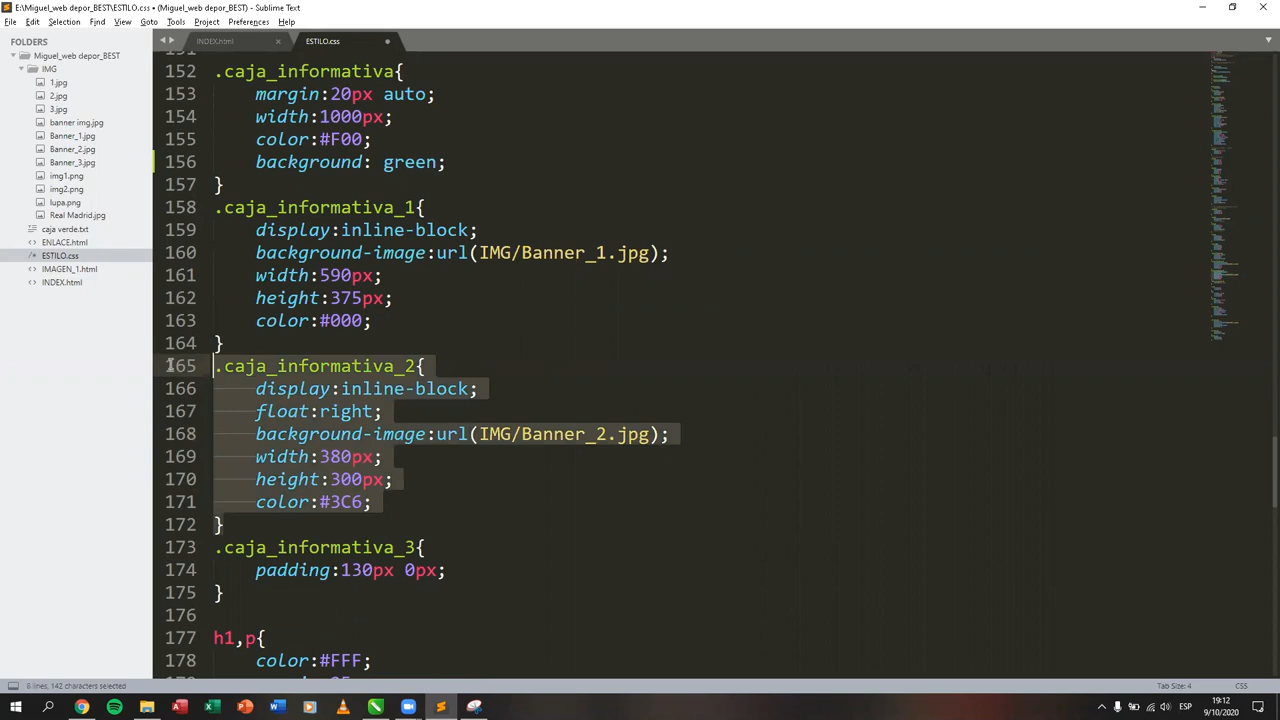 E:\Miguel_web depor_BEST\ESTILO.css • (Miguel_web depor_BEST) - Sublime Text
File Edit Selection Find View Goto Tools Project Preferences Help
FOLDERS
Miguel_web depor_BEST
IMG
1.jpg
2.jpg
3.jpg
banner img.jpg
Banner_1.jpg
Banner_2.jpg
Banner_3.jpg
img1.png
img2.png
lupa.png
Real Madrid.jpg
caja verde.txt
ENLACE.html
ESTILO.css
IMAGEN_1.html
INDEX.html
INDEX.html
ESTILO.css
151
152 .caja_informativa{
153 margin:20px auto;
154 width:1000px;
155 color:#F00;
156 background: green;
157 }
158 .caja_informativa_1{
159 display:inline-block;
160 background-image:url(IMG/Banner_1.jpg);
161 width:590px;
162 height:375px;
163 color:#000;
164 }
165 .caja_informativa_2{
166 display:inline-block;
167 float:right;
168 background-image:url(IMG/Banner_2.jpg);
169 width:380px;
170 height:300px;
171 color:#3C6;
172 }
173 .caja_informativa_3{
174 padding:130px 0px;
175 }
176
177 h1,p{
178 color:#FFF;
8 lines, 142 characters selected
Tab Size: 4
CSS
ESP
19:12
9/10/2020